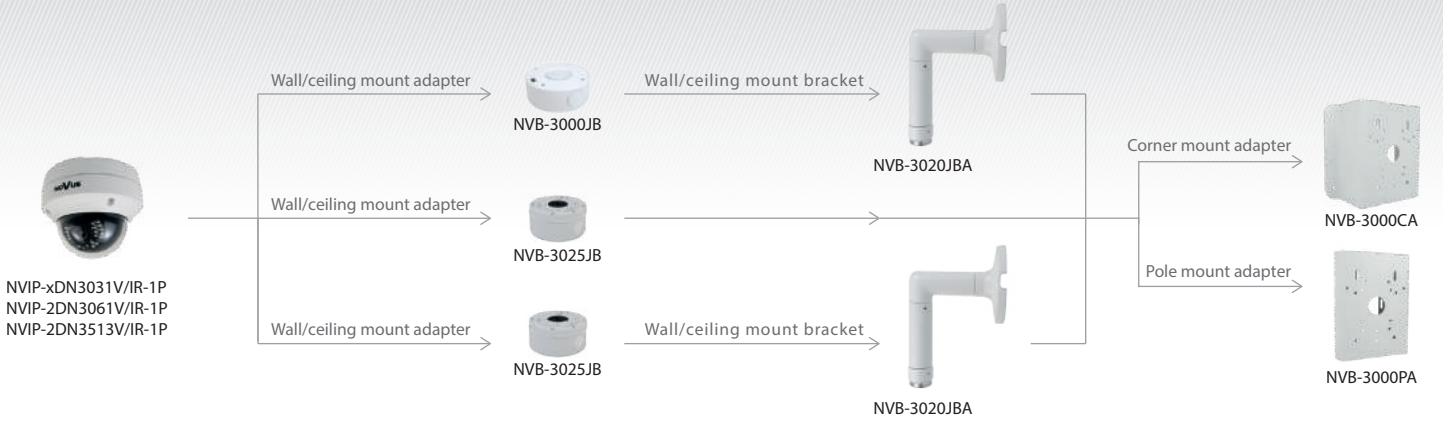 Wall/ceiling mount adapter
NVB-3000JB
Wall/ceiling mount bracket
NVB-3020JBA
NOVUS
NVIP-xDN3031V/IR-1P
NVIP-2DN3061V/IR-1P
NVIP-2DN3513V/IR-1P
Wall/ceiling mount adapter
NVB-3025JB
Wall/ceiling mount adapter
NVB-3025JB
Wall/ceiling mount bracket
NVB-3020JBA
Corner mount adapter
NVB-3000CA
Pole mount adapter
NVB-3000PA